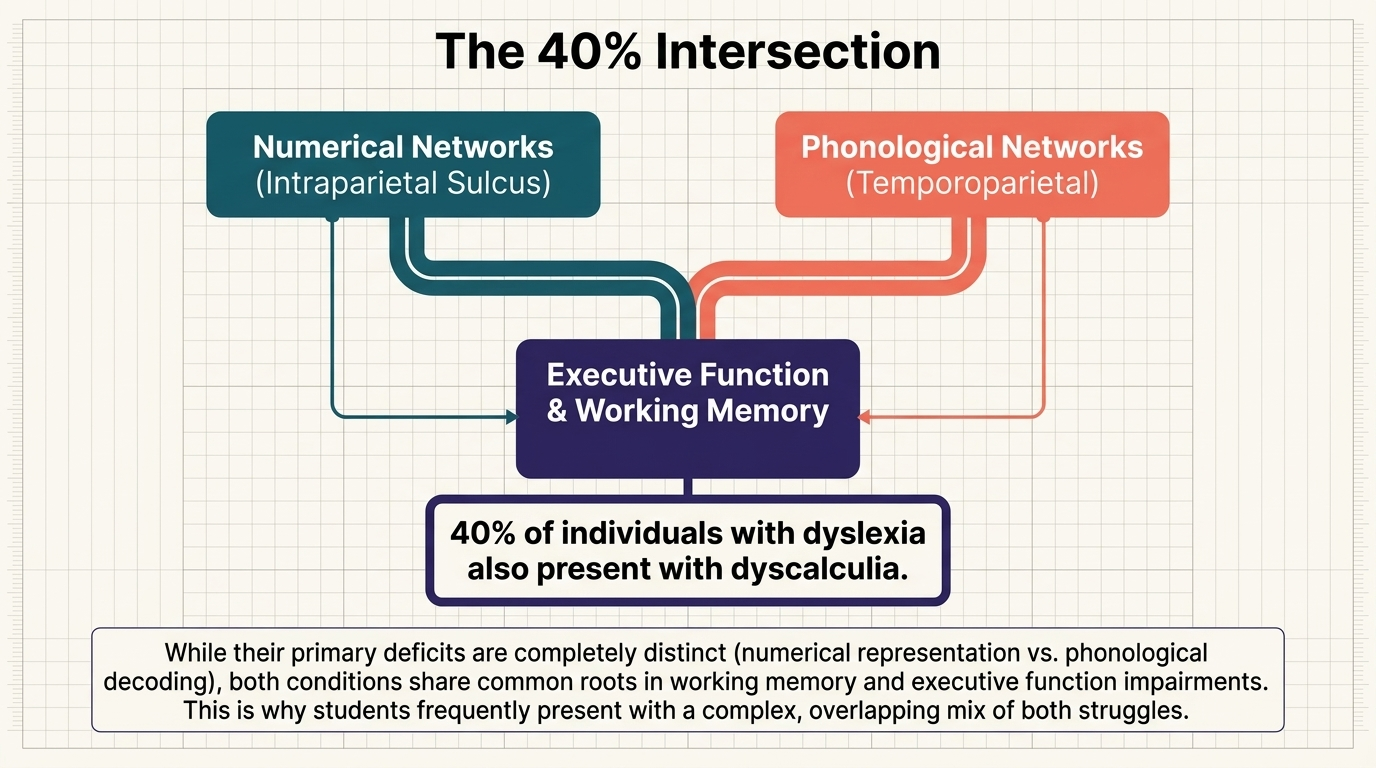 The 40% Intersection
Numerical Networks
(Intraparietal Sulcus)
Phonological Networks
(Temporoparietal)
Executive Function
& Working Memory
40% of individuals with dyslexia
also present with dyscalculia.
While their primary deficits are completely distinct (numerical representation vs. phonological
decoding), both conditions share common roots in working memory and executive function impairments.
This is why students frequently present with a complex, overlapping mix of both struggles.